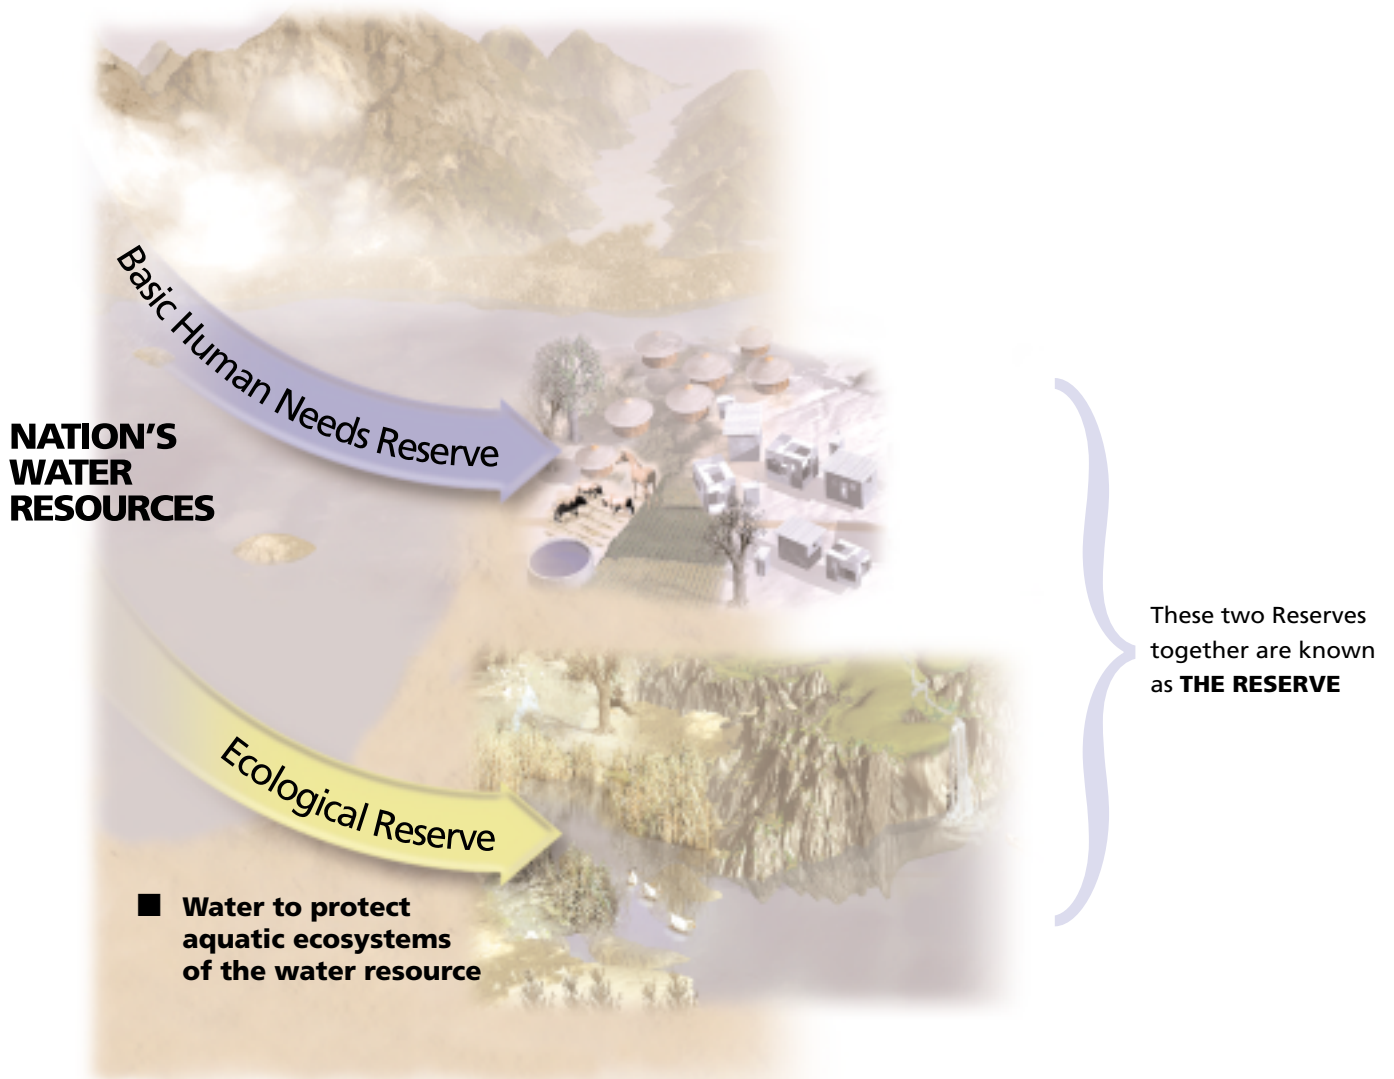 Basic Human Needs Reserve
NATION'S
WATER
RESOURCES
These two Reserves
together are known
as THE RESERVE
Ecological Reserve
■ Water to protect
aquatic ecosystems
of the water resource